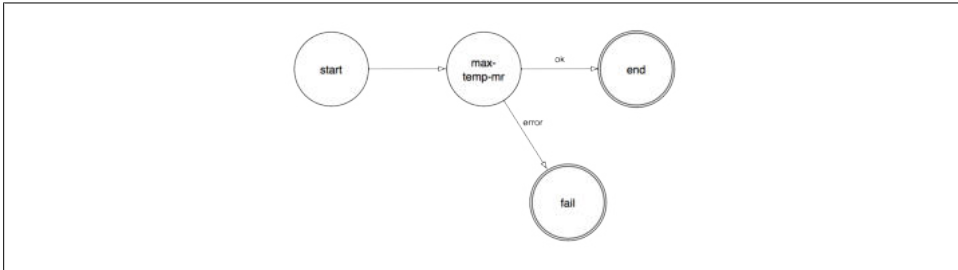 start
max-
temp-mr
ok
end
error
fail